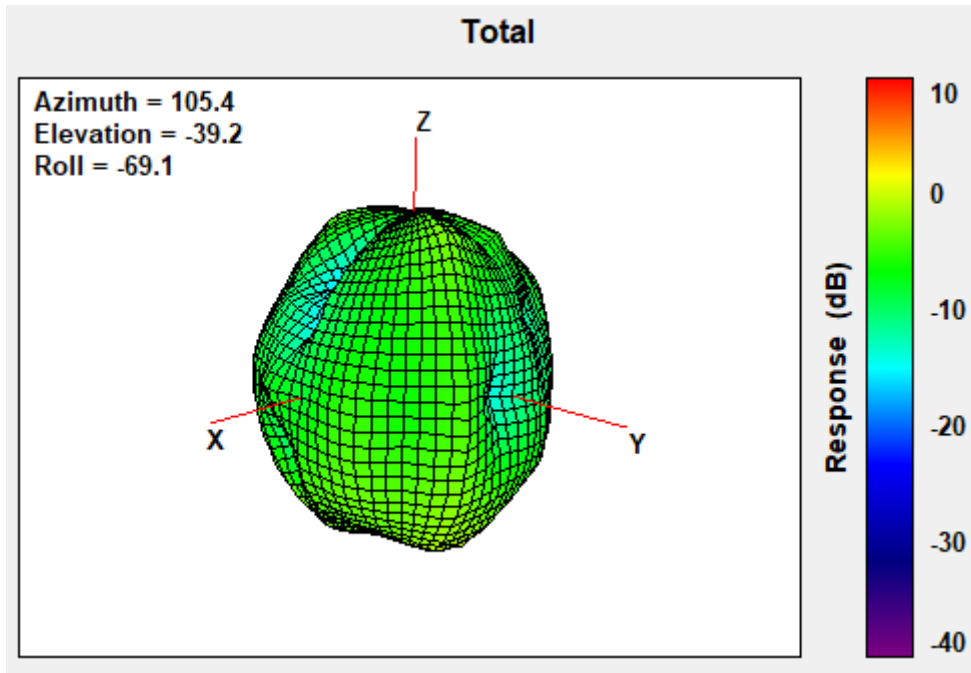 Total
Azimuth = 105.4
Elevation = -39.2
Roll = -69.1
Z
X
Y
Response (dB)
10
0
-10
-20
-30
-40